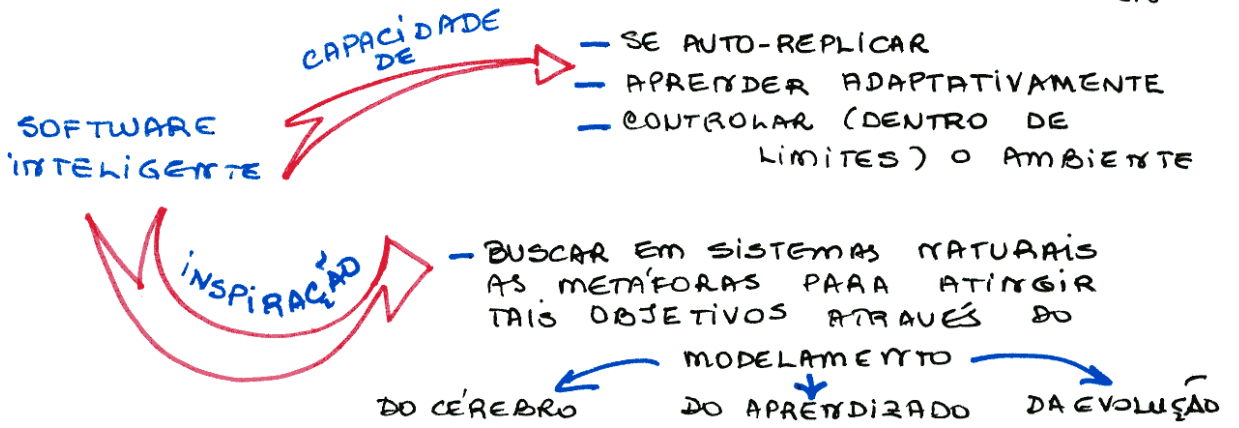 CAPACIDADE
DE
SOFTWARE
INTELIGENTE
— SE AUTO-REPLICAR
— APRENDER ADAPTATIVAMENTE
— CONTROLAR (DENTRO DE
LIMITES) O AMBIENTE
INSPIRAÇÃO
— BUSCAR EM SISTEMAS NATURAIS
AS METÁFORAS PARA ATINGIR
TAIS OBJETIVOS ATRAVÉS DO
MODELAMENTO
DO CÉREBRO DO APRENDIZADO DA EVOLUÇÃO